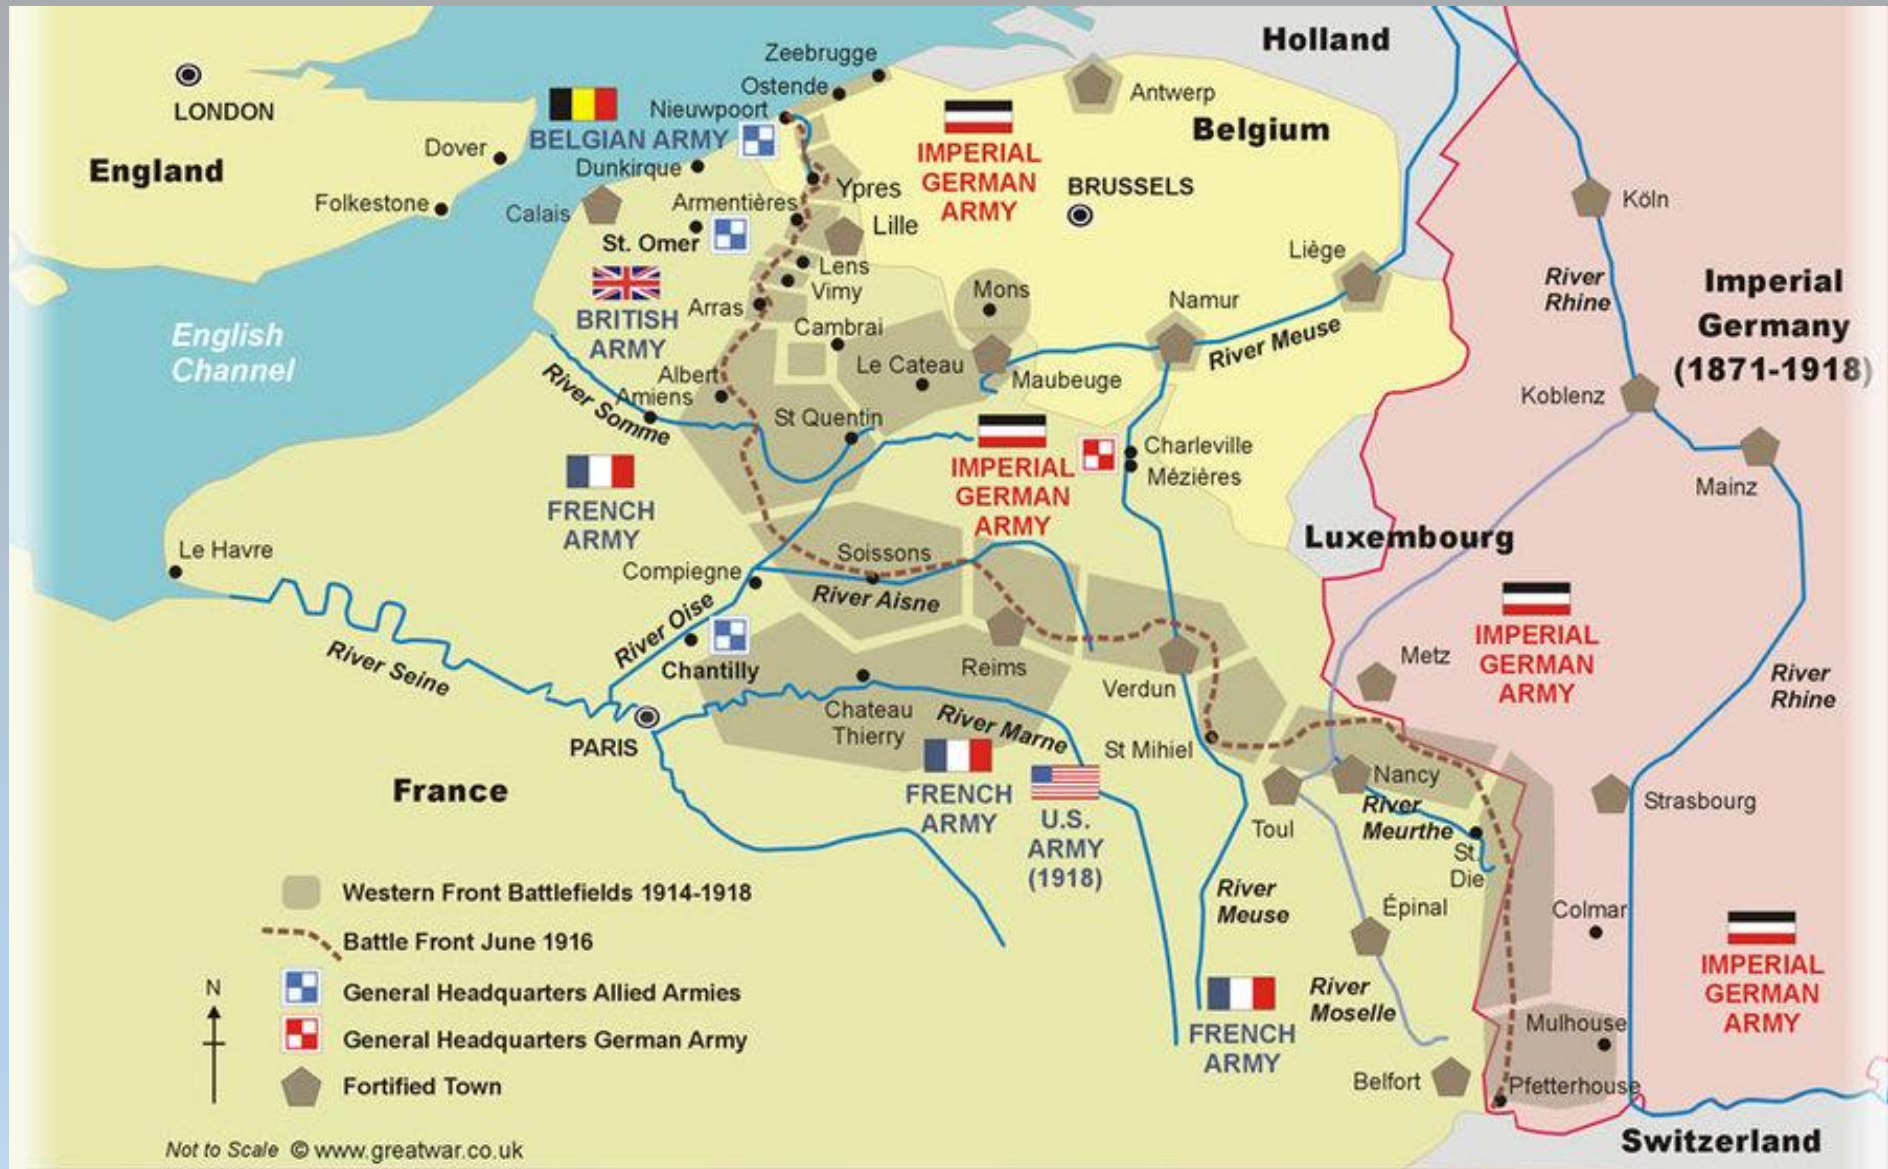 Holland
Zeebrugge
Ostende
Nieuwpoort
Antwerp
LONDON
BELGIAN ARMY
Belgium
Dover
England
Dunkirque
IMPERIAL
GERMAN
ARMY
BRUSSELS
Ypres
Folkestone
Calais
Armentières
Köln
Lille
St. Omer
Liège
Lens
Vimy
Mons
Namur
River
Rhine
Imperial
Germany
(1871-1918)
Arras
BRITISH
ARMY
Cambrai
English
Channel
River Meuse
Le Cateau
Maubeuge
Albert
Amiens
River Somme
Koblenz
St Quentin
Charleville
Mézières
IMPERIAL
GERMAN
ARMY
Mainz
FRENCH
ARMY
Luxembourg
Le Havre
Soissons
Compiegne
River Aisne
River Oise
IMPERIAL
GERMAN
ARMY
River Seine
Chantilly
Reims
Metz
Verdun
River
Rhine
Chateau
Thierry
River Marne
PARIS
St Mihiel
Nancy
France
FRENCH
ARMY
U.S.
ARMY
(1918)
River
Meurthe
Strasbourg
Toul
St.
Die
River
Meuse
Épinal
Colmar
Western Front Battlefields 1914-1918
Battle Front June 1916
N
General Headquarters Allied Armies
General Headquarters German Army
Fortified Town
IMPERIAL
GERMAN
ARMY
River
Moselle
FRENCH
ARMY
Mulhouse
Belfort
Pfetterhouse
Switzerland
Not to Scale © www.greatwar.co.uk